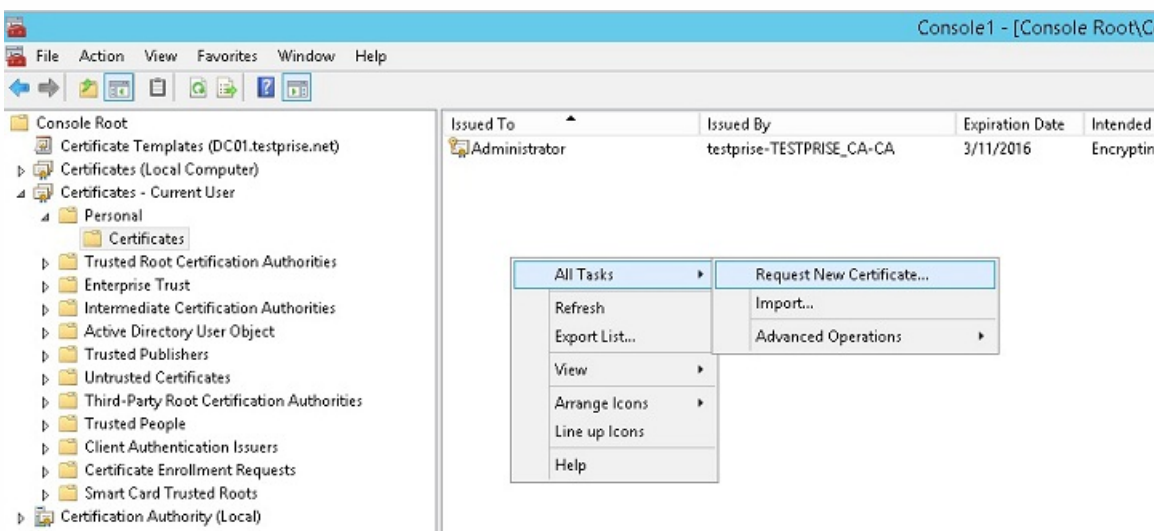 Console1 - [Console Root\C
File Action View Favorites Window Help
Console Root
Certificate Templates (DC01.testprise.net)
Certificates (Local Computer)
Certificates - Current User
Personal
Certificates
Trusted Root Certification Authorities
Enterprise Trust
Intermediate Certification Authorities
Active Directory User Object
Trusted Publishers
Untrusted Certificates
Third-Party Root Certification Authorities
Trusted People
Client Authentication Issuers
Certificate Enrollment Requests
Smart Card Trusted Roots
Certification Authority (Local)
Issued To Issued By Expiration Date Intended
Administrator testprise-TESTPRISE_CA-CA 3/11/2016 Encryptin
All Tasks
Refresh
Export List...
View
Arrange Icons
Line up Icons
Help
Request New Certificate...
Import...
Advanced Operations